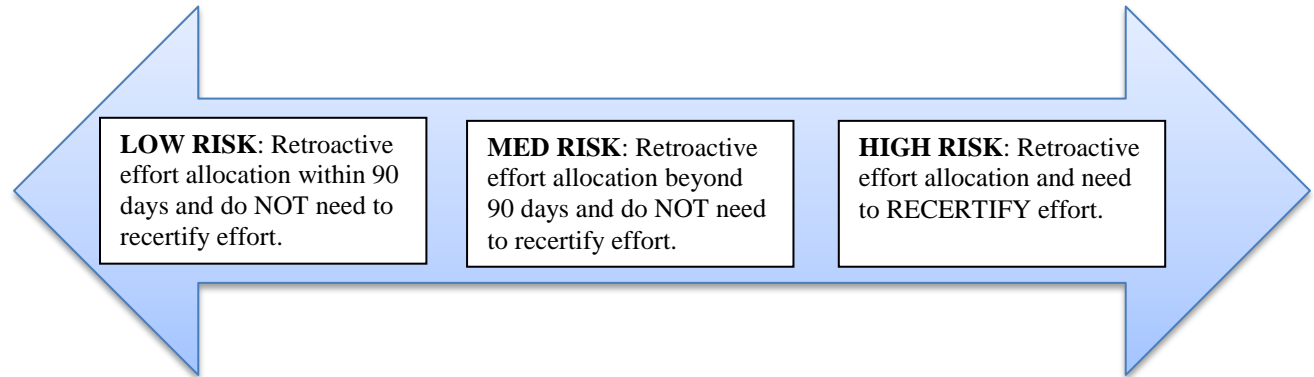 LOW RISK: Retroactive
effort allocation within 90
days and do NOT need to
recertify effort.
MED RISK: Retroactive
effort allocation beyond
90 days and do NOT need
to recertify effort.
HIGH RISK: Retroactive
effort allocation and need
to RECERTIFY effort.